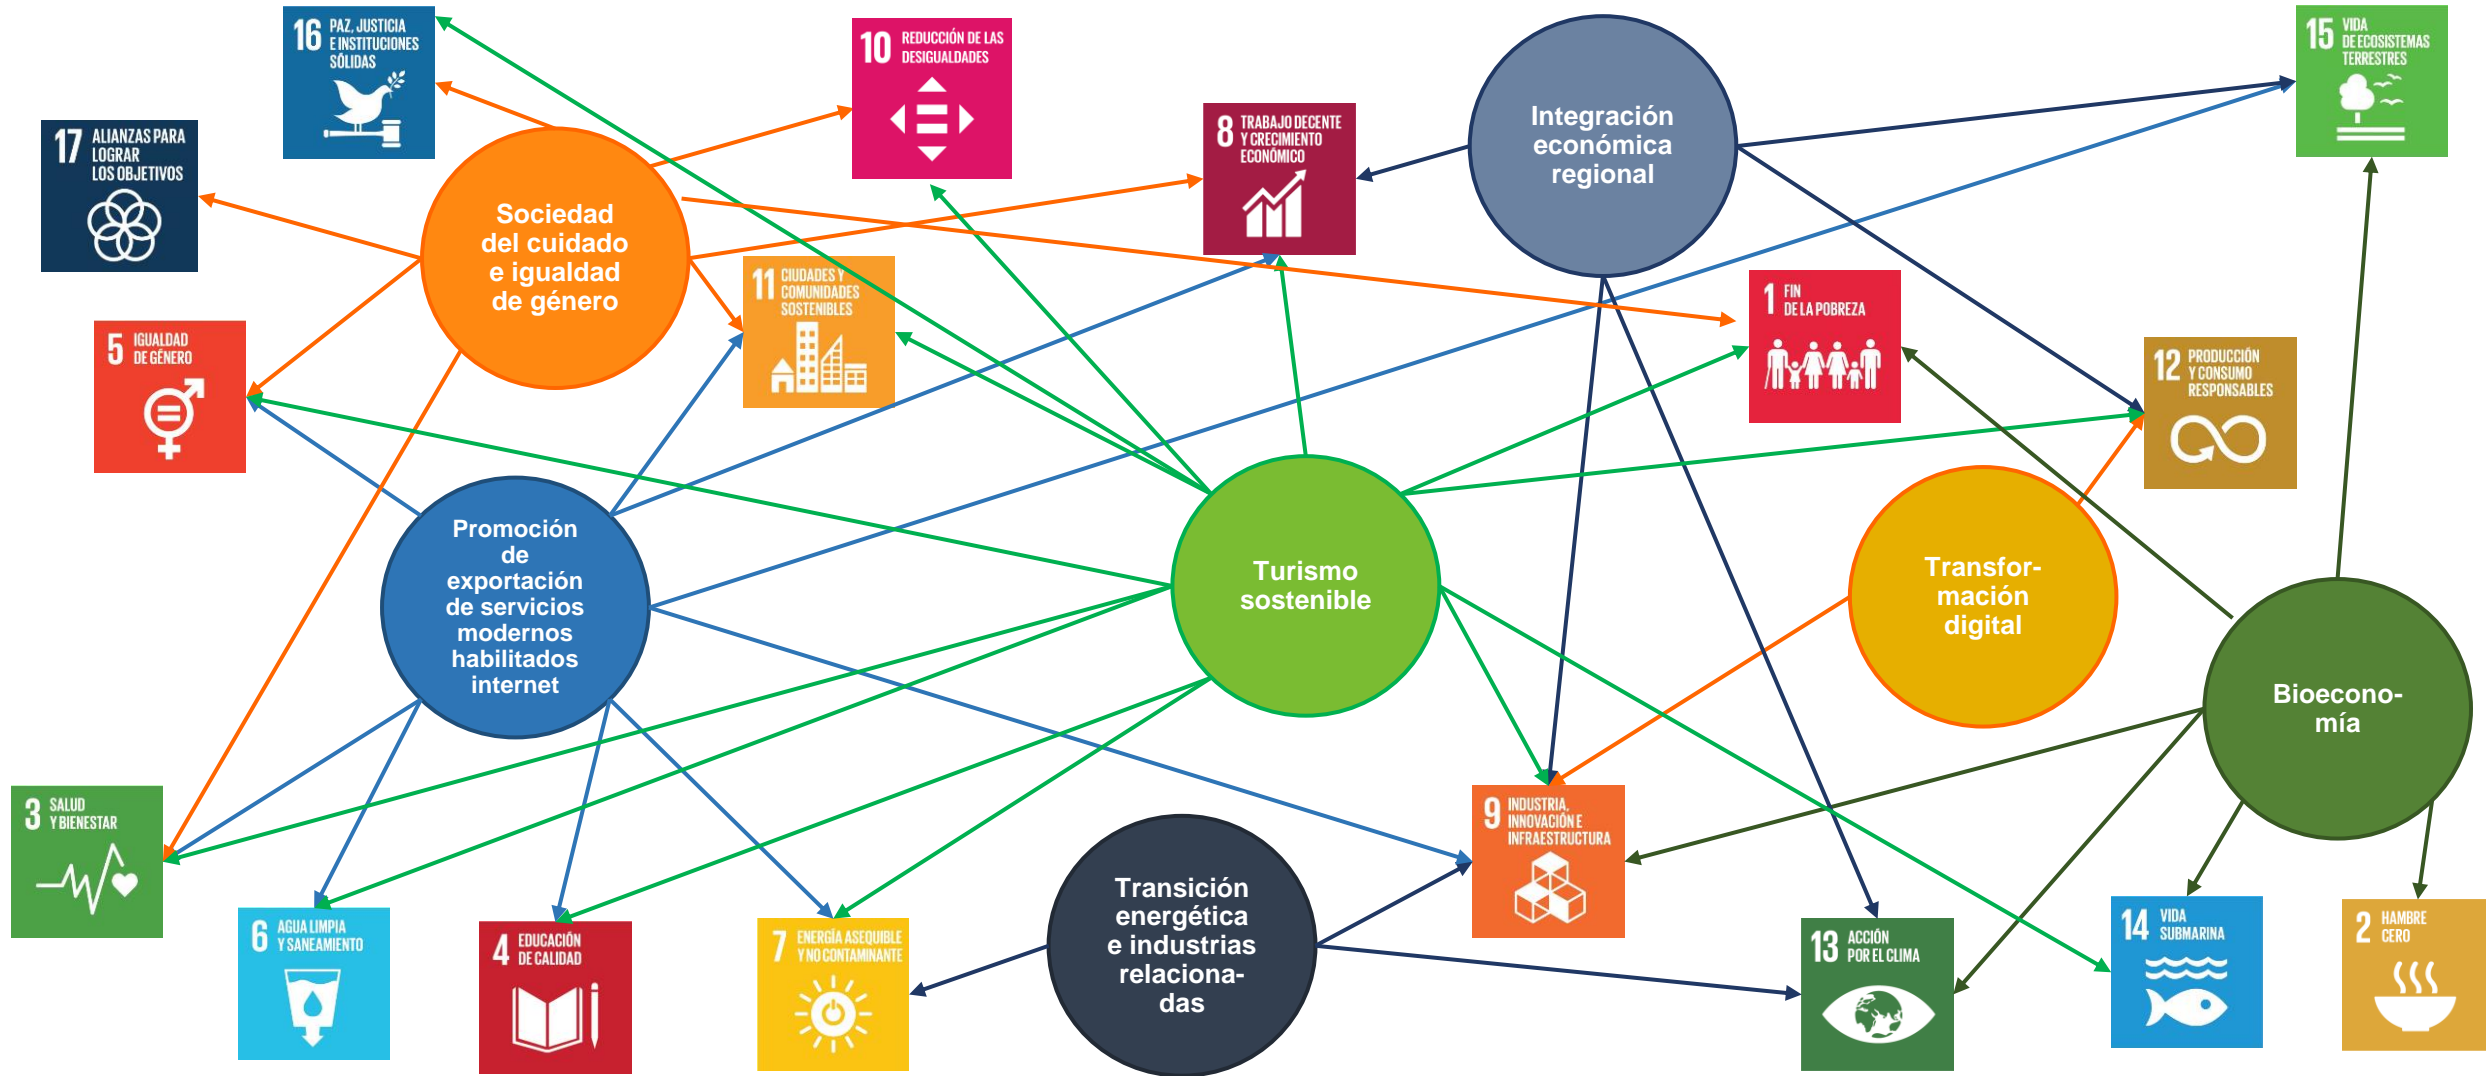 16 PAZ, JUSTICIA
E INSTITUCIONES
SÓLIDAS
10 REDUCCIÓN DE LAS
DESIGUALDADES
15 VIDA
DE ECOSISTEMAS
TERRESTRES
17 ALIANZAS PARA
LOGRAR
LOS OBJETIVOS
8 TRABAJO DECENTE
Y CRECIMIENTO
ECONÓMICO
Integración
económica
regional
Sociedad
del cuidado
e igualdad
de género
11 CIUDADES Y
COMUNIDADES
SOSTENIBLES
1 FIN
DE LA POBREZA
5 IGUALDAD
DE GÉNERO
12 PRODUCCIÓN
Y CONSUMO
RESPONSABLES
Promoción
de
exportación
de servicios
modernos
habilitados
internet
Turismo
sostenible
Transfor-
mación
digital
Bioecono-
mía
3 SALUD
Y BIENESTAR
9 INDUSTRIA,
INNOVACIÓN E
INFRAESTRUCTURA
Transición
energética
e industrias
relaciona-
das
6 AGUA LIMPIA
Y SANEAMIENTO
4 EDUCACIÓN
DE CALIDAD
7 ENERGÍA ASEQUIBLE
Y NO CONTAMINANTE
13 ACCIÓN
POR EL CLIMA
14 VIDA
SUBMARINA
2 HAMBRE
CERO